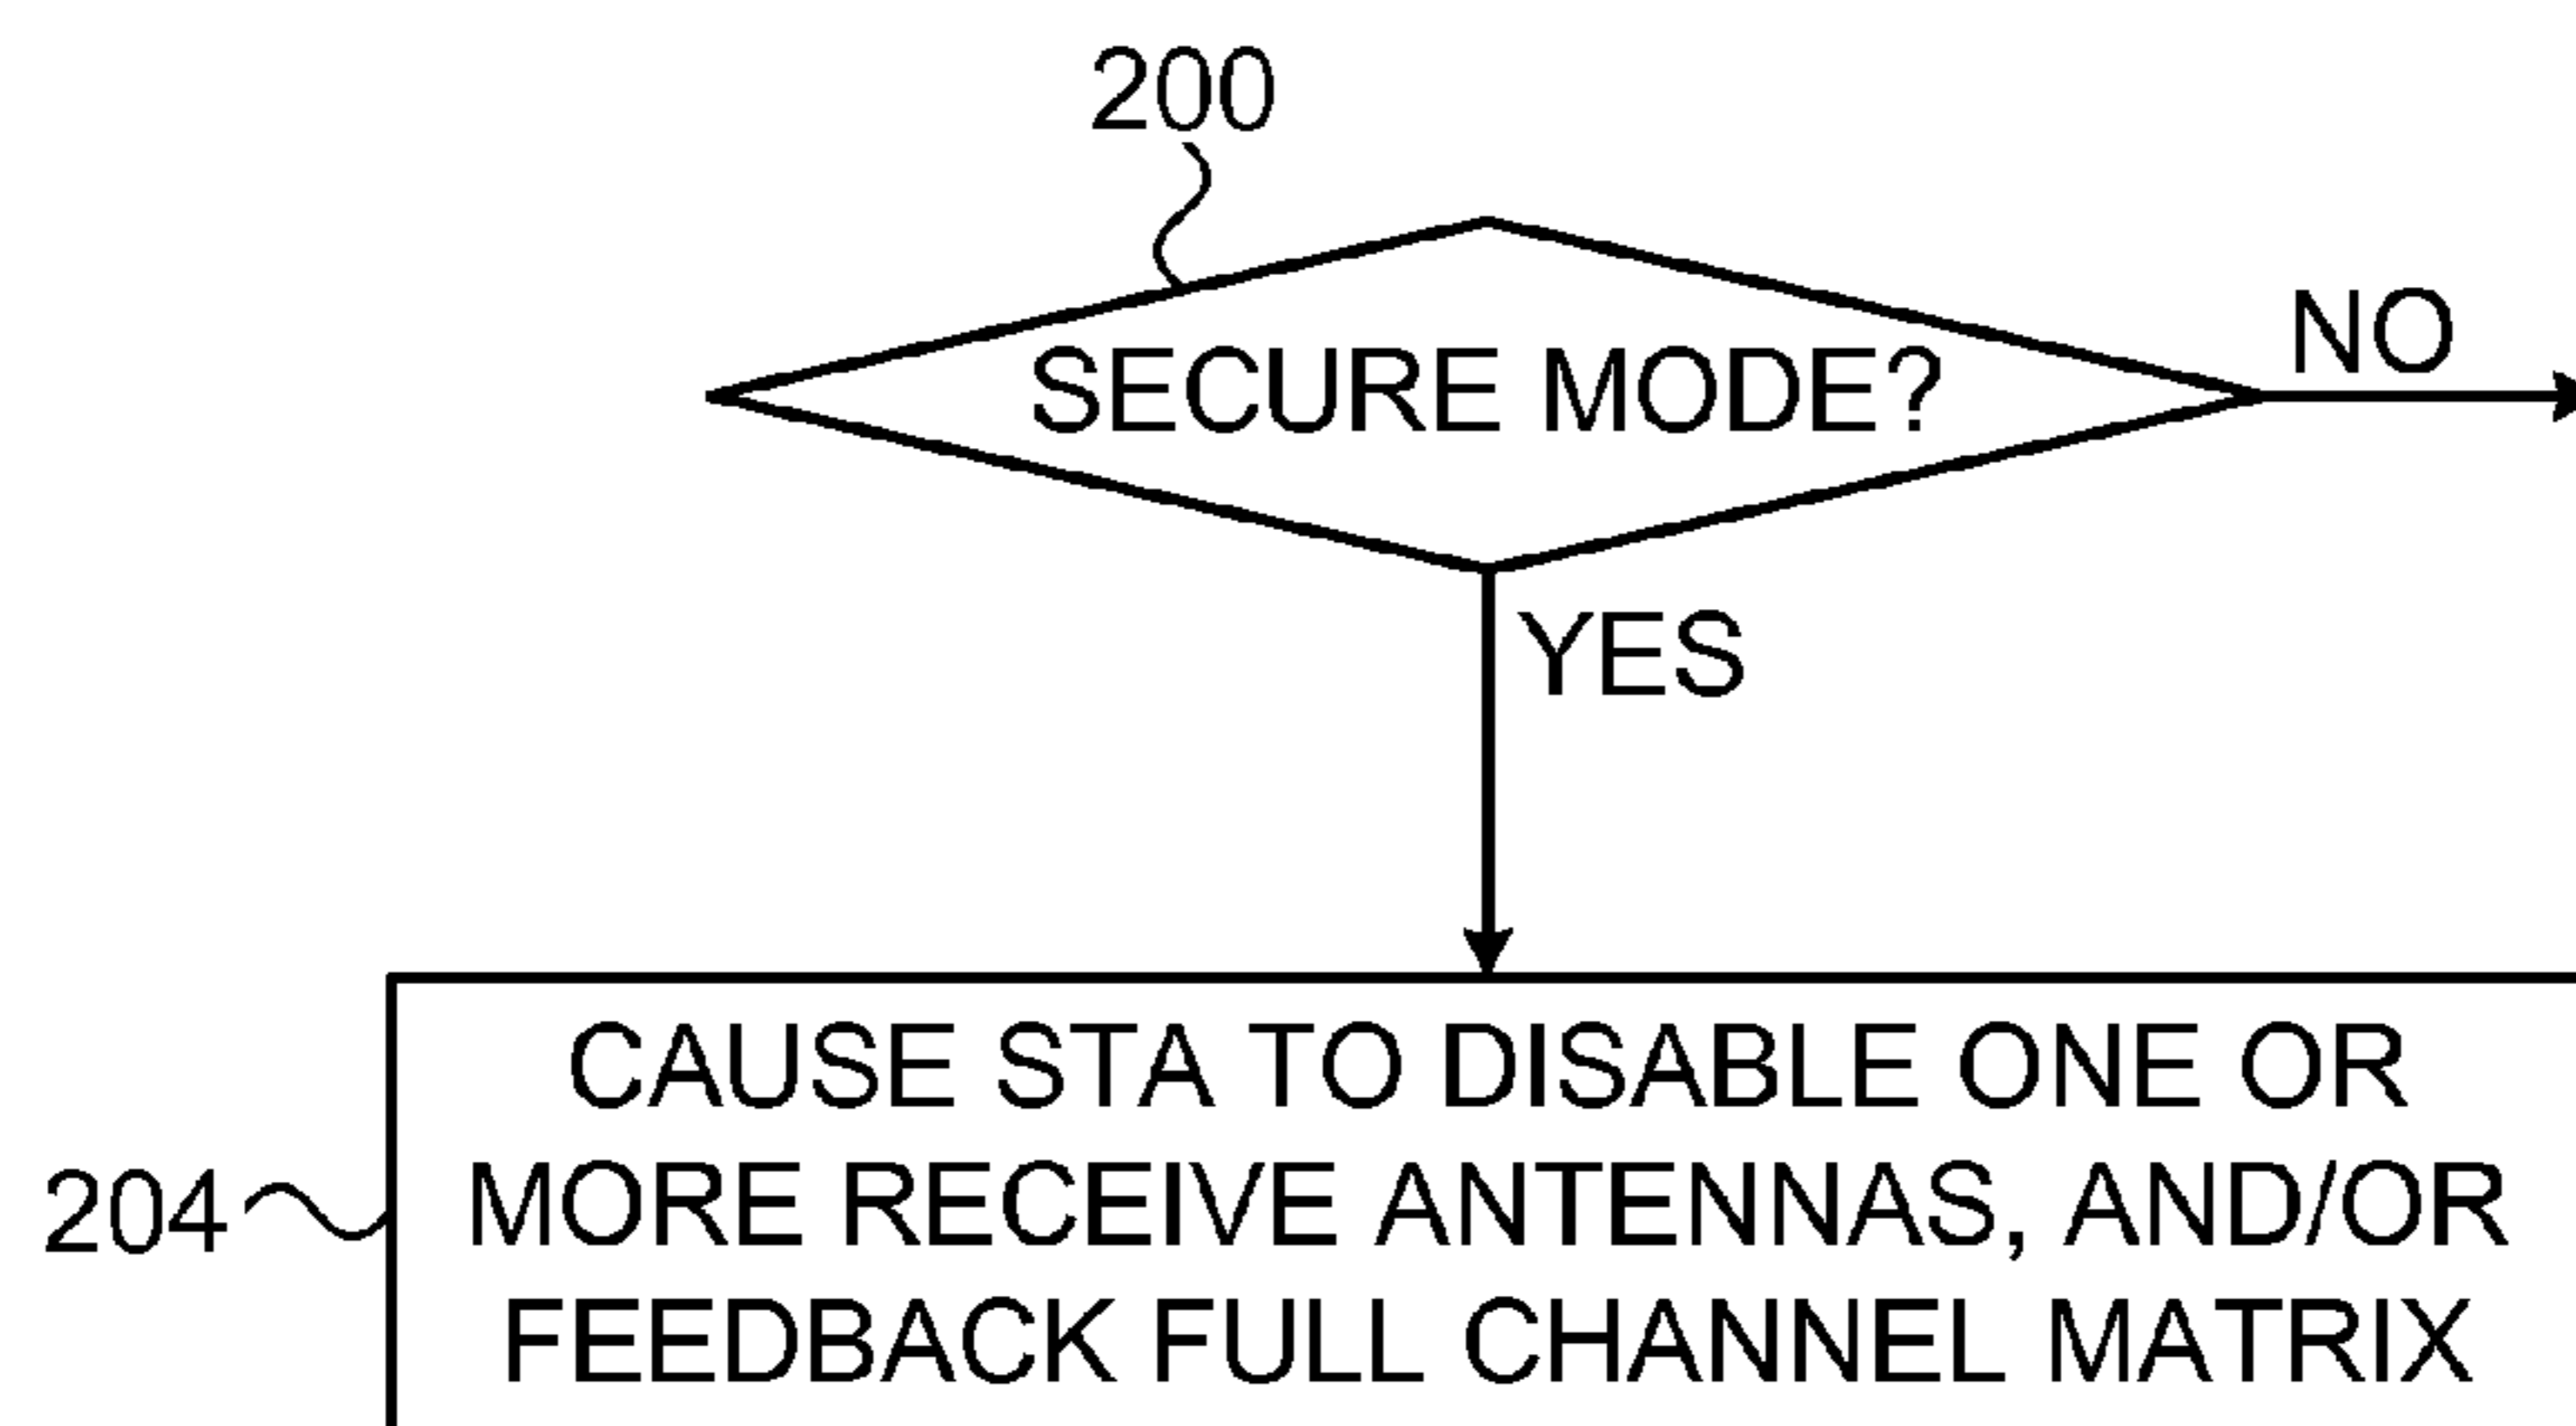 200
SECURE MODE?
NO
YES
CAUSE STA TO DISABLE ONE OR
MORE RECEIVE ANTENNAS, AND/OR
204
FEEDBACK FULL CHANNEL MATRIX